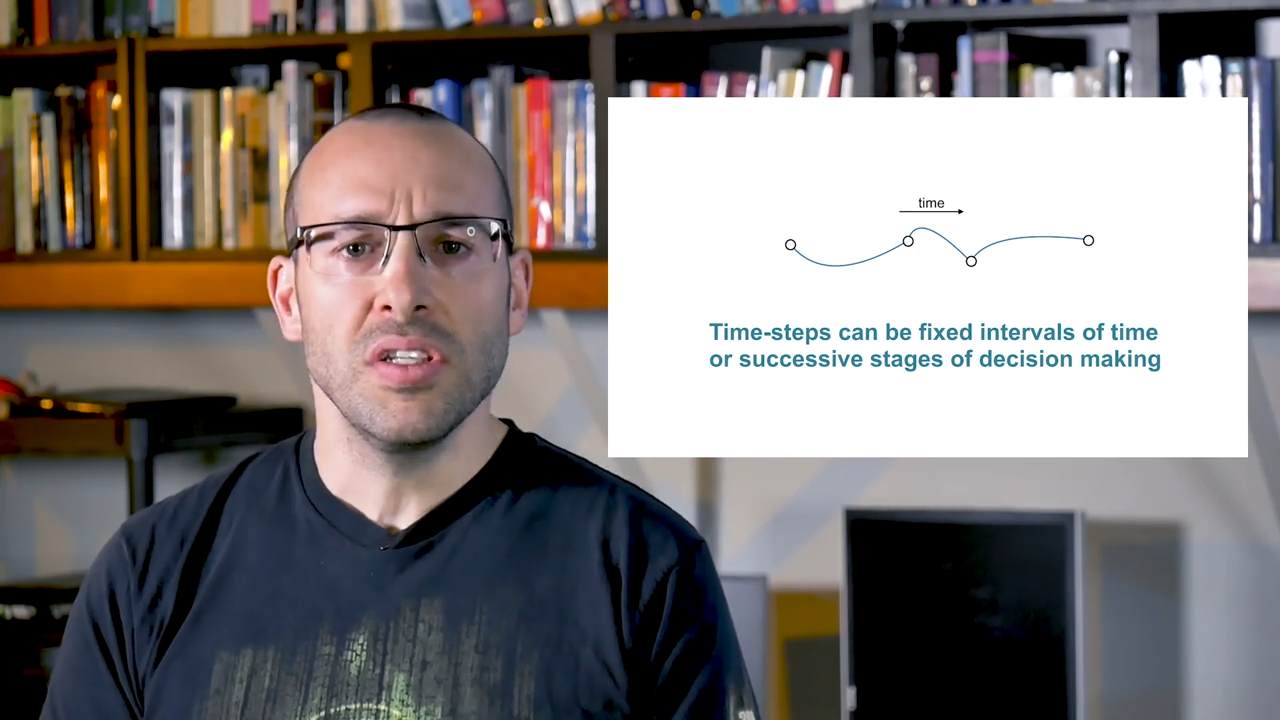 time
Time-steps can be fixed intervals of time
or successive stages of decision making